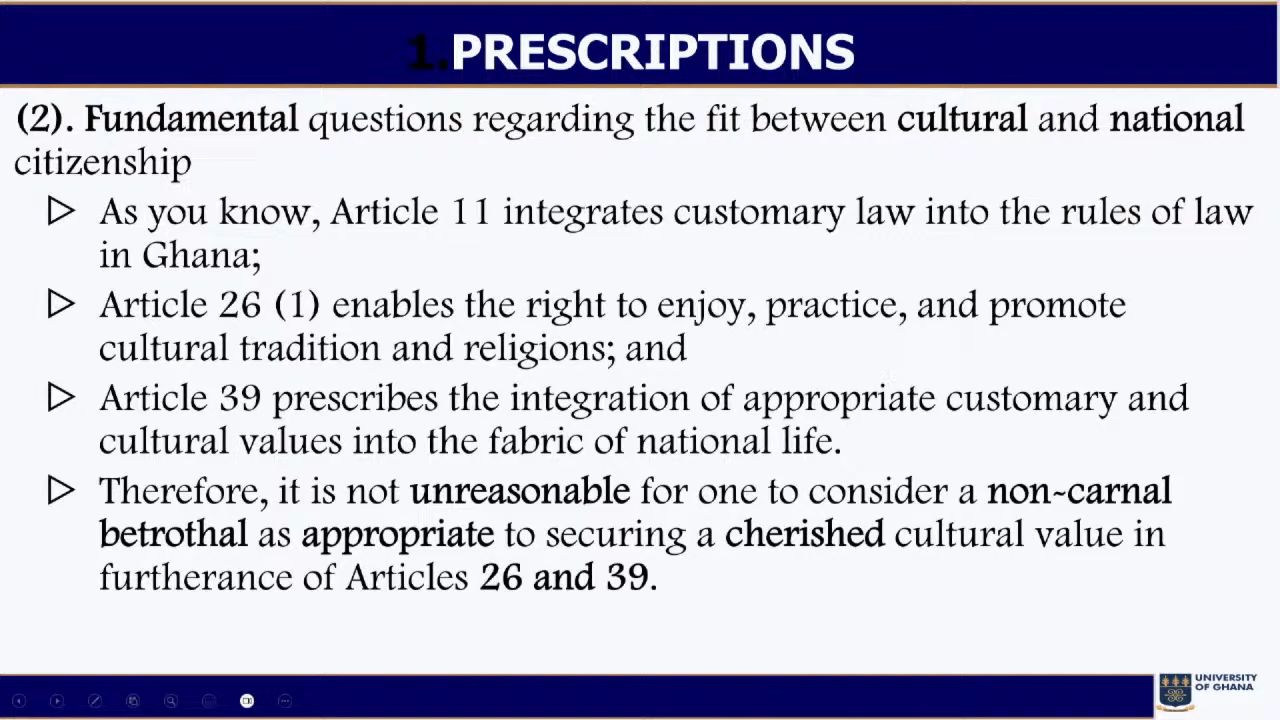 1.PRESCRIPTIONS
(2). Fundamental questions regarding the fit between cultural and national
citizenship
▷ As you know, Article 11 integrates customary law into the rules of law
in Ghana;
▷ Article 26 (1) enables the right to enjoy, practice, and promote
cultural tradition and religions; and
▷ Article 39 prescribes the integration of appropriate customary and
cultural values into the fabric of national life.
▷ Therefore, it is not unreasonable for one to consider a non-carnal
betrothal as appropriate to securing a cherished cultural value in
furtherance of Articles 26 and 39.
UNIVERSITY
OF GHANA